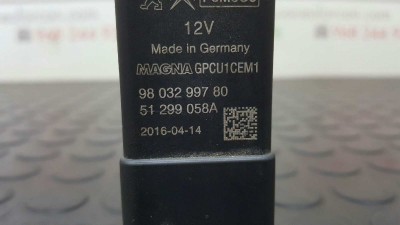 12V
Made in Germany
MAGNA GPCU1CEM1
98 032 997 80
51 299 058A
2016-04-14